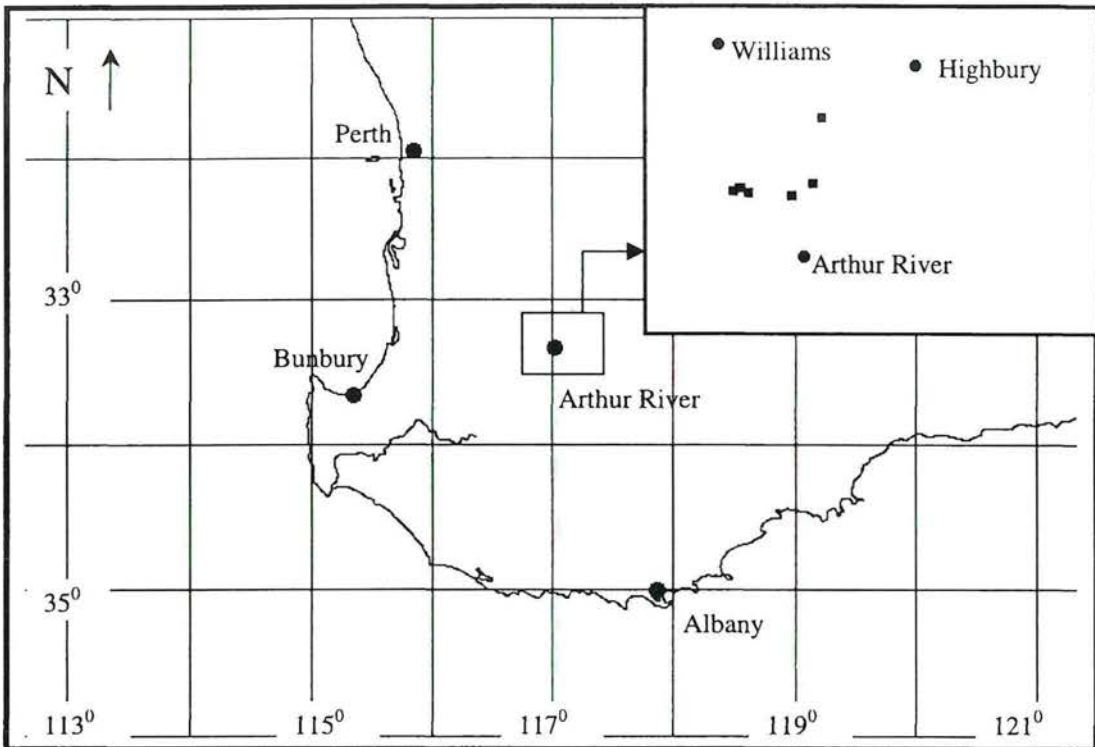 Williams
Highbury
N
Perth
Arthur River
33⁰
Bunbury
Arthur River
35⁰
Albany
113⁰ 115⁰ 117⁰ 119⁰ 121⁰